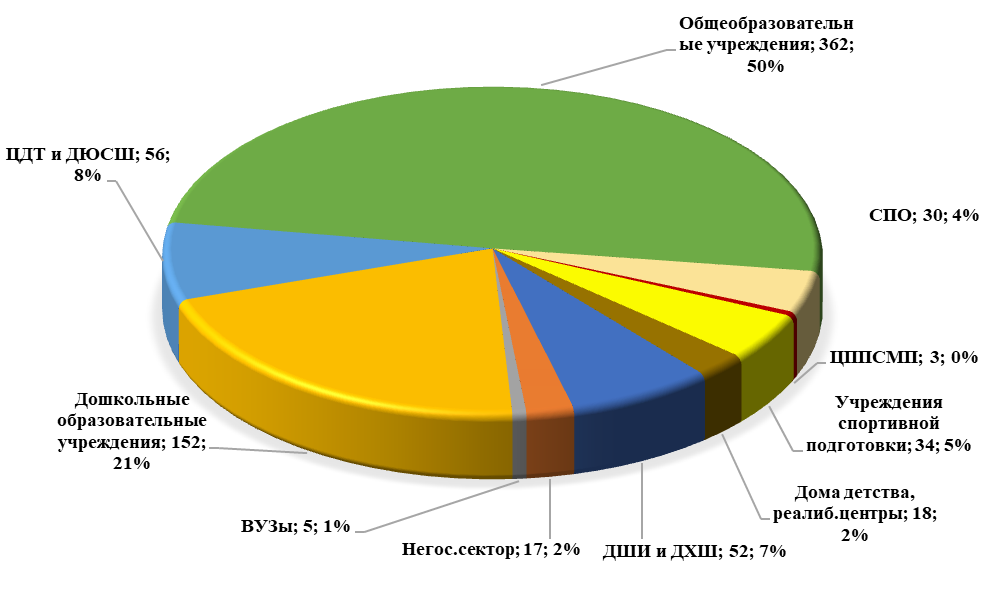 Общеобразовательн
ые учреждения; 362;
50%
ЦДТ и ДЮСШ; 56;
8%
СПО; 30; 4%
ЦППСМП; 3; 0%
Учреждения
спортивной
подготовки; 34; 5%
Дошкольные
образовательные
учреждения; 152;
21%
Дома детства,
реалиб.центры; 18;
2%
ВУЗы; 5; 1%
Негос.сектор; 17; 2%
ДШИ и ДХШ; 52; 7%